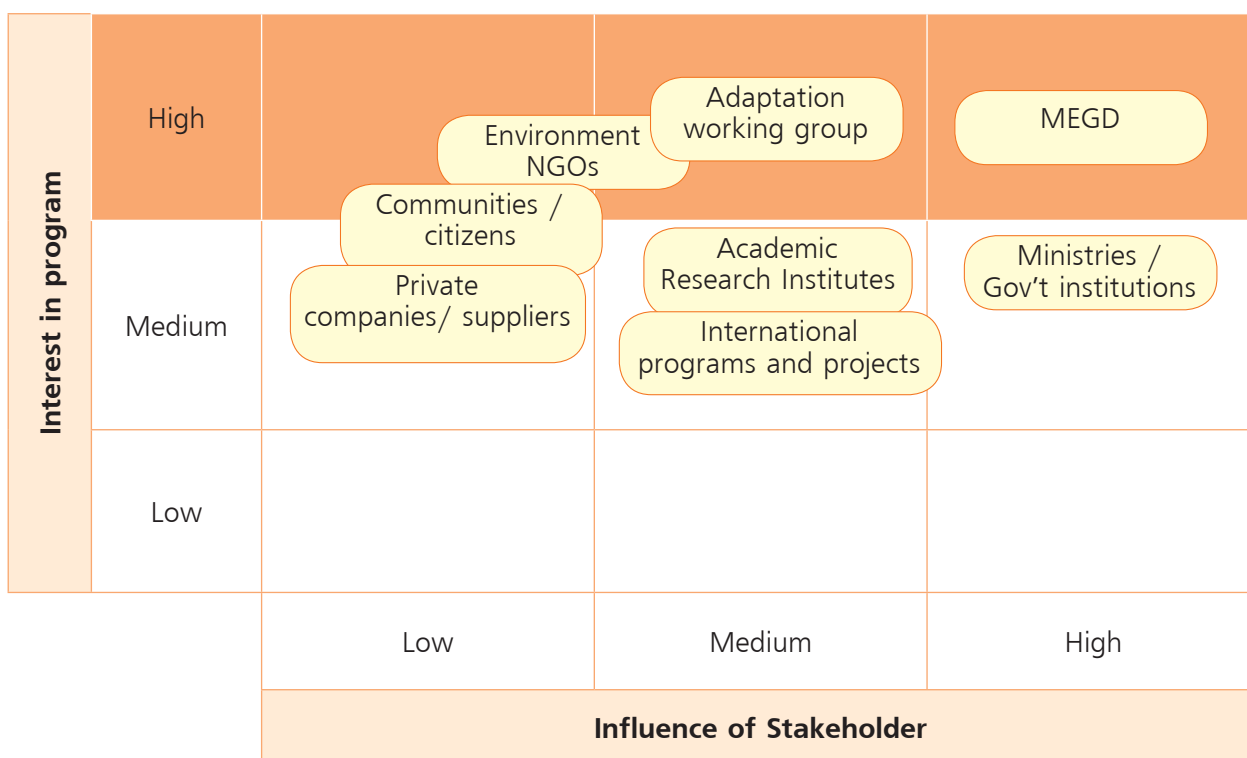 Interest in program
High
Adaptation
working group
MEGD
Environment
NGOs
Communities /
citizens
Medium
Private
companies/ suppliers
Academic
Research Institutes
Ministries /
Gov't institutions
International
programs and projects
Low
Low
Medium
High
Influence of Stakeholder